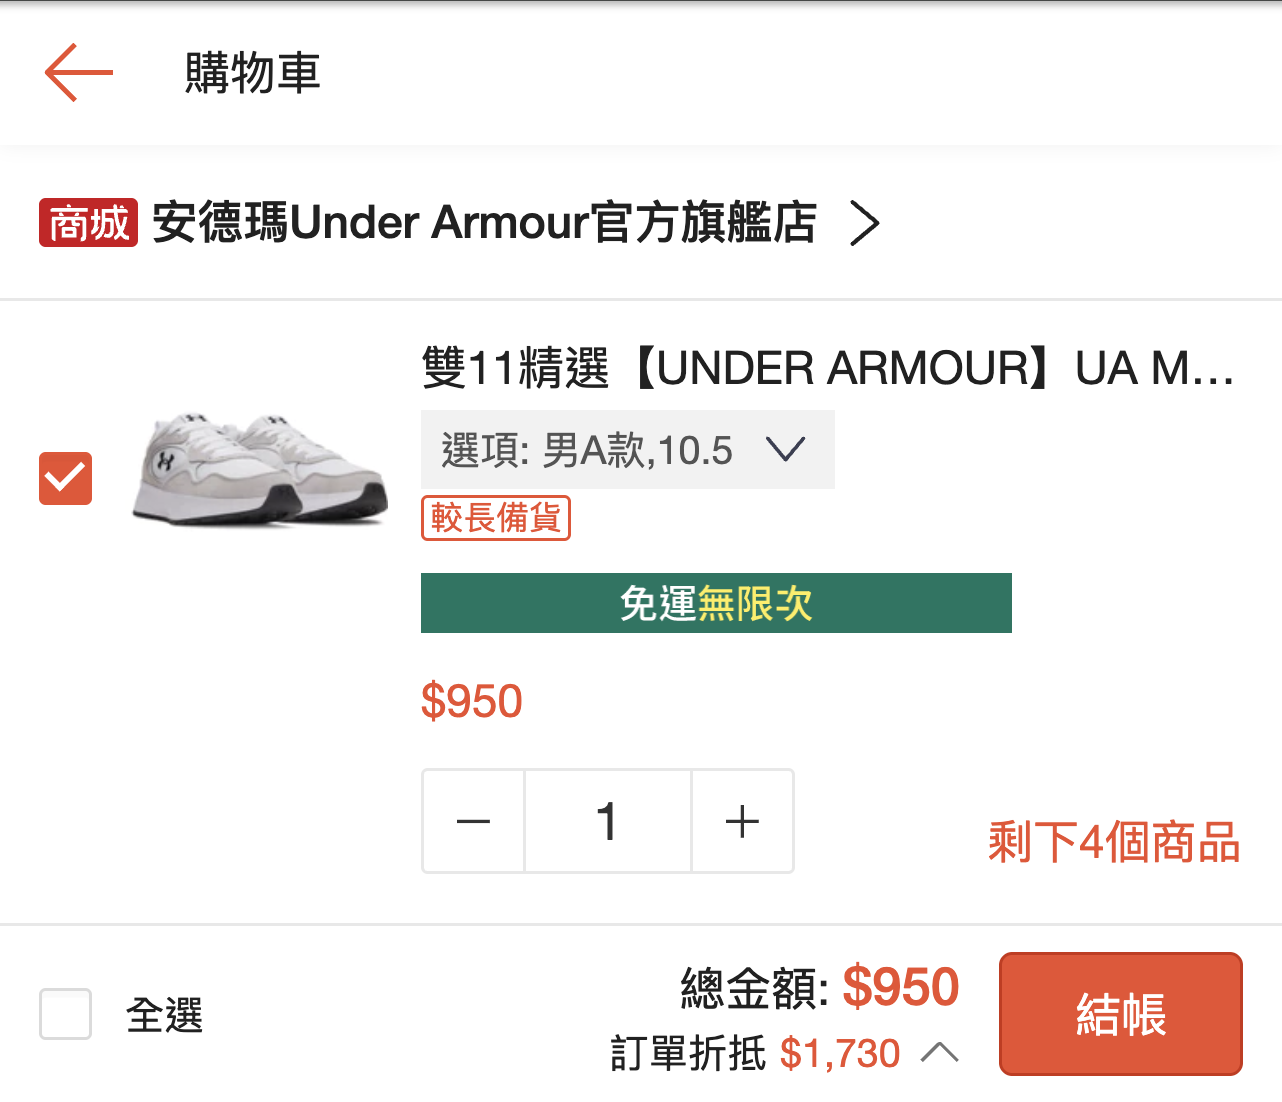 購物車
商城 安德瑪Under Armour官方旗艦店
雙11精選【UNDER ARMOUR】UA M...
選項: 男A款,10.5
較長備貨
免運無限次
$950
1
剩下4個商品
全選
總金額: $950
訂單折抵 $1,730
結帳